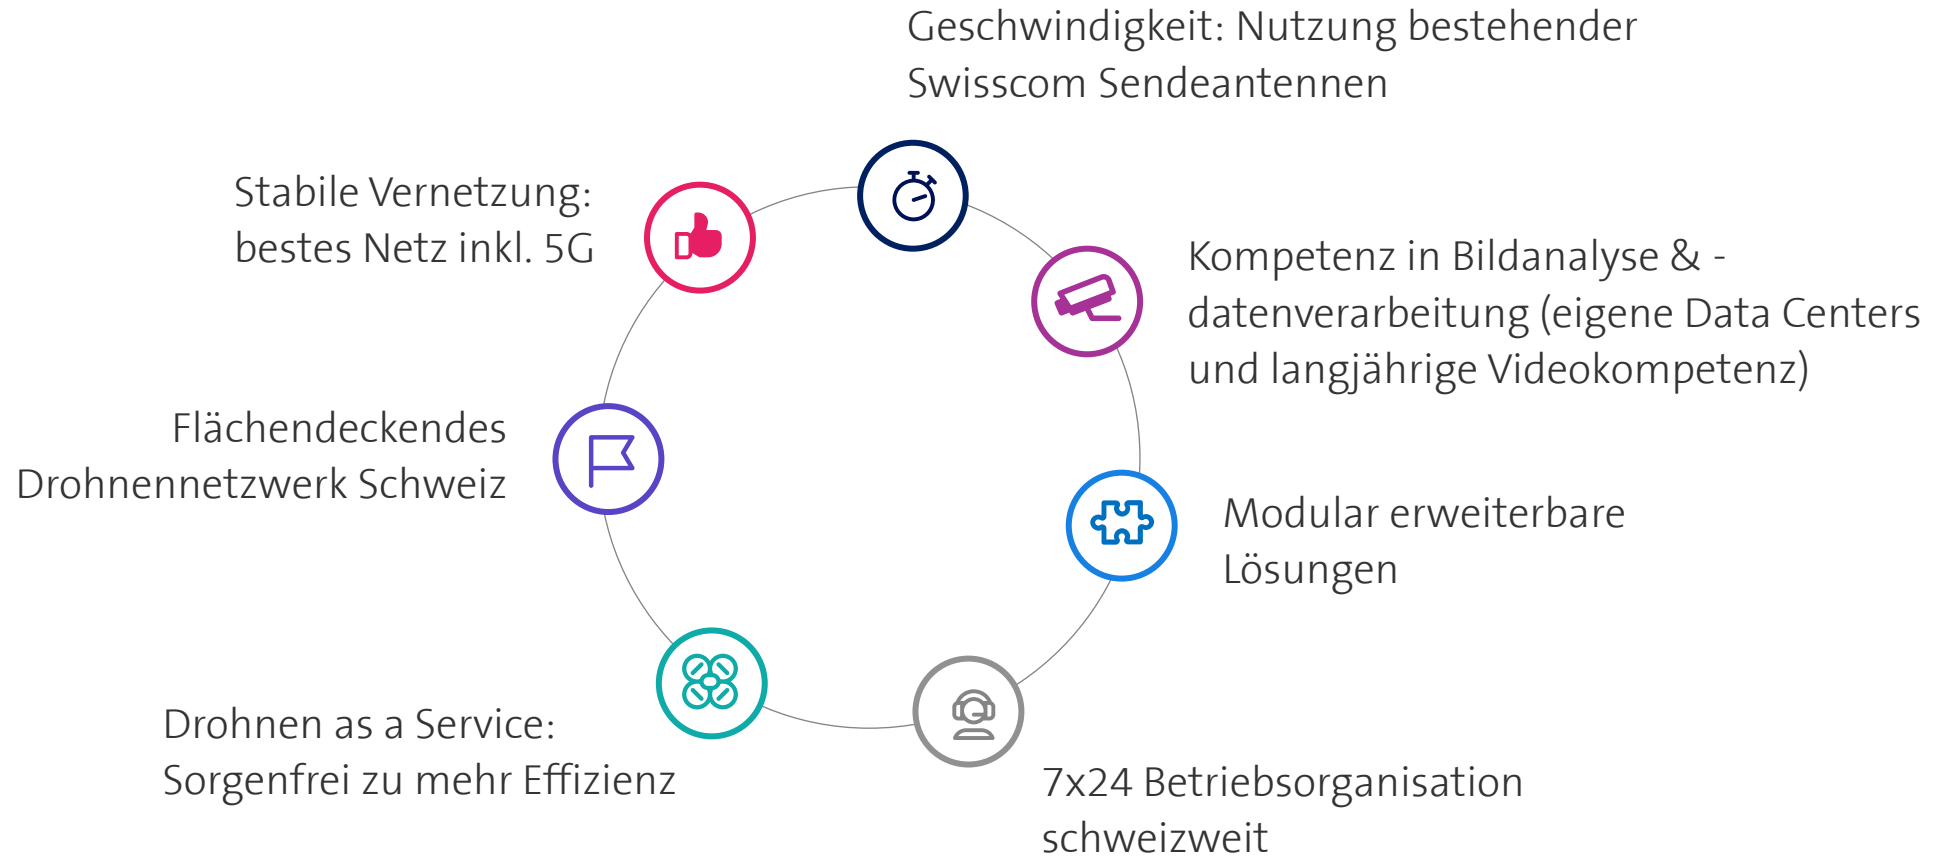 Geschwindigkeit: Nutzung bestehender
Swisscom Sendeantennen
Stabile Vernetzung:
bestes Netz inkl. 5G
Kompetenz in Bildanalyse & -
datenverarbeitung (eigene Data Centers
und langjährige Videokompetenz)
Flächendeckendes
Drohnennetzwerk Schweiz
Modular erweiterbare
Lösungen
Drohnen as a Service:
Sorgenfrei zu mehr Effizienz
7x24 Betriebsorganisation
schweizweit